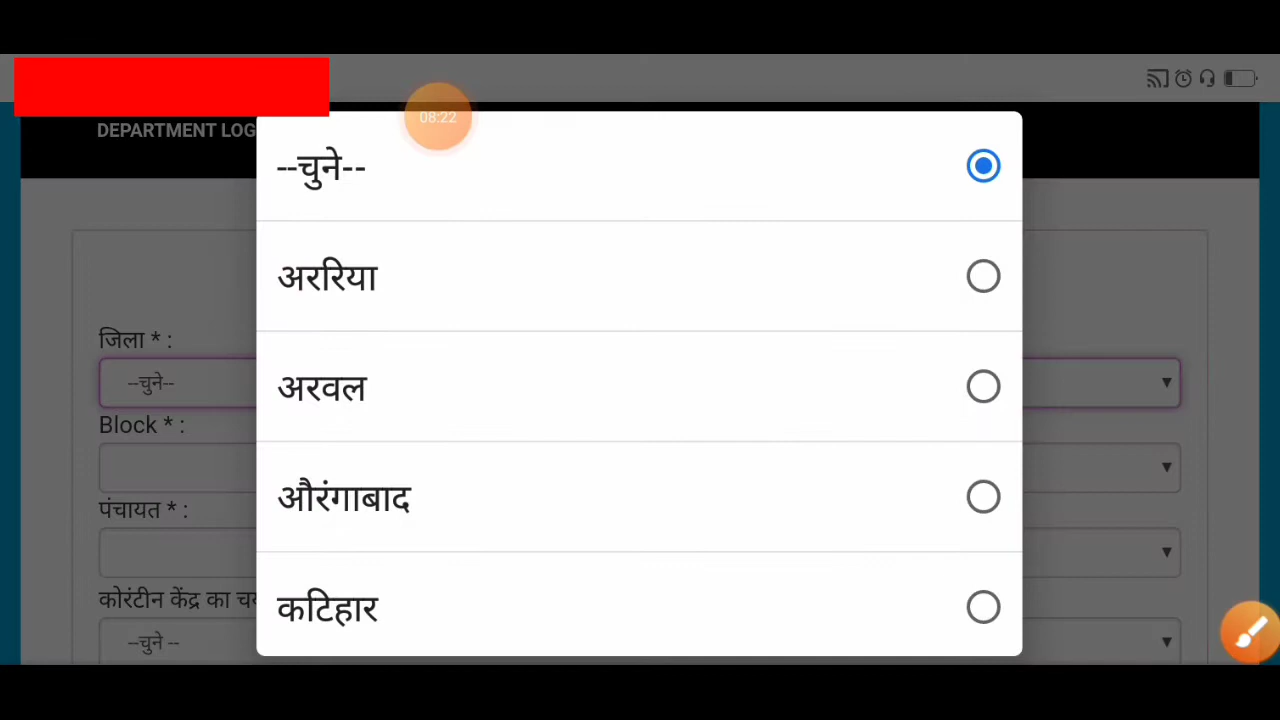 08:22
DEPARTMENT LOG
--चुने--
अररिया
अरवल
औरंगाबाद
कटिहार
जिला * :
--चुने--
Block * :
पंचायत * :
कोरंटीन केंद्र का
--चुने --